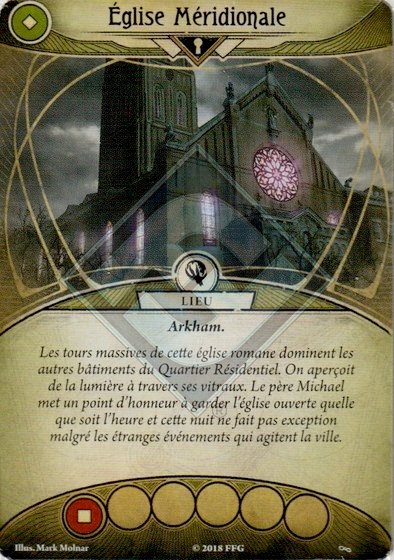 Église Méridionale
Lieu
Arkham.
Les tours massives de cette église romane dominent les
autres bâtiments du Quartier Résidentiel. On aperçoit
de la lumière à travers ses vitraux. Le père Michael
met un point d'honneur à garder l'église ouverte quelle
que soit l'heure et cette nuit ne fait pas exception
malgré les étranges événements qui agitent la ville.
Illus. Mark Molnar
© 2018 FFG